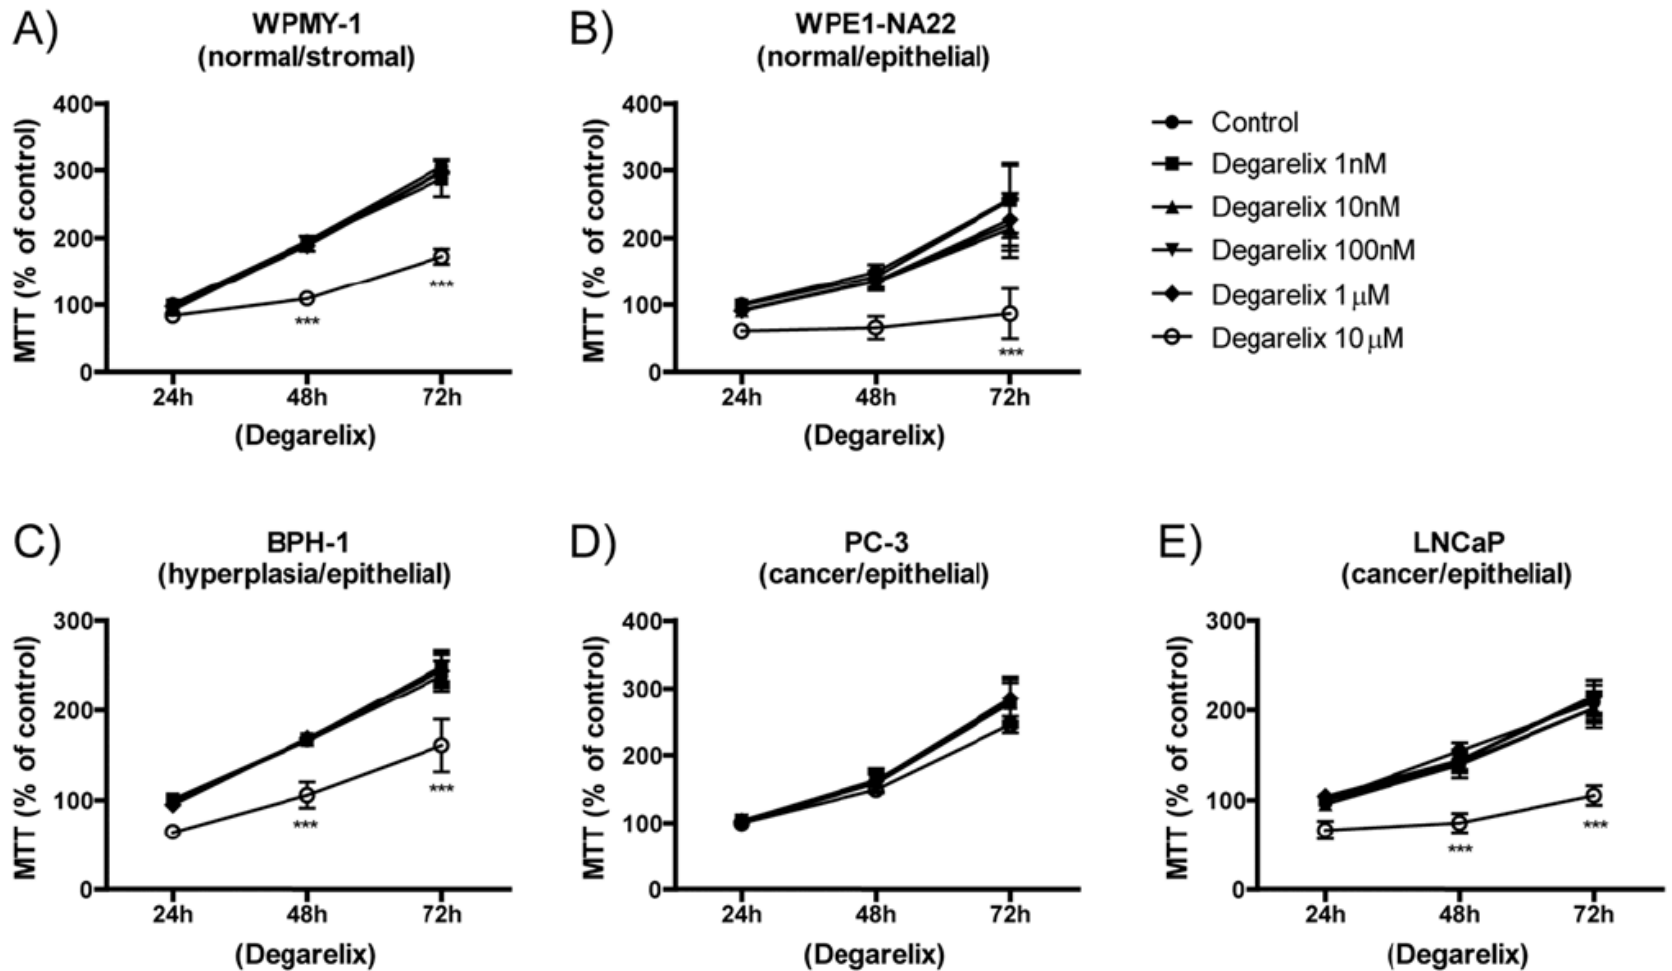 A)
WPMY-1
(normal/stromal)
MTT (% of control)
400
300
200
100
0
***
***
24h 48h 72h
(Degarelix)
B)
WPE1-NA22
(normal/epithelial)
MTT (% of control)
400
300
200
100
0
***
24h 48h 72h
(Degarelix)
Control
Degarelix 1nM
Degarelix 10nM
Degarelix 100nM
Degarelix 1μM
Degarelix 10μM
C)
BPH-1
(hyperplasia/epithelial)
MTT (% of control)
300
200
100
0
***
***
24h 48h 72h
(Degarelix)
D)
PC-3
(cancer/epithelial)
MTT (% of control)
400
300
200
100
0
24h 48h 72h
(Degarelix)
E)
LNCaP
(cancer/epithelial)
MTT (% of control)
300
200
100
0
***
***
24h 48h 72h
(Degarelix)